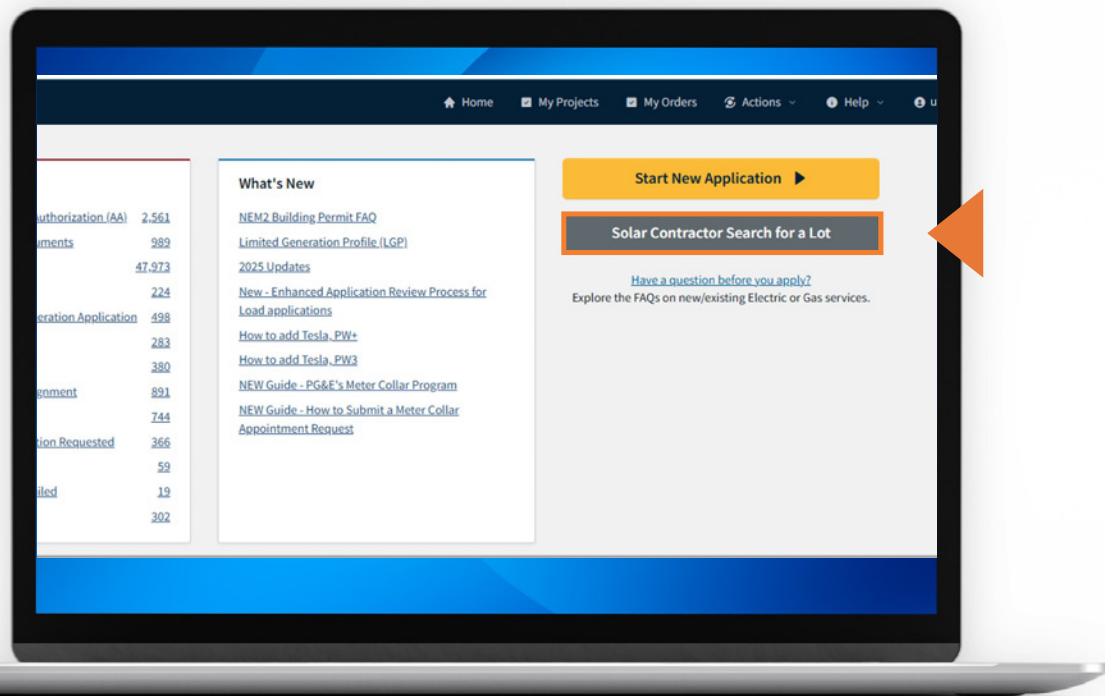 Home My Projects My Orders Actions Help u
uthorization (AA) 2,561
uments 989
47,973
224
eration Application 498
283
380
gnment 891
744
tion Requested 366
59
iled 19
302
What's New
NEM2 Building Permit FAQ
Limited Generation Profile (LGP)
2025 Updates
New - Enhanced Application Review Process for
Load applications
How to add Tesla, PW+
How to add Tesla, PW3
NEW Guide - PG&E's Meter Collar Program
NEW Guide - How to Submit a Meter Collar
Appointment Request
Start New Application
Solar Contractor Search for a Lot
Have a question before you apply?
Explore the FAQs on new/existing Electric or Gas services.